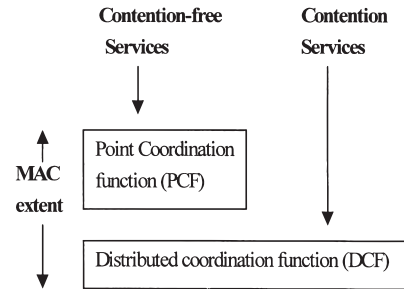 Contention-free
Services
Contention
Services
Point Coordination
function (PCF)
MAC
extent
Distributed coordination function (DCF)